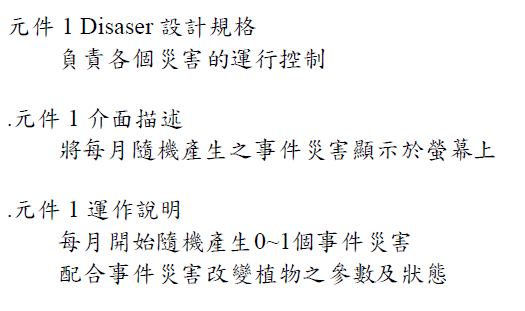 元件 1 Disaser 設計規格
負責各個災害的運行控制
.元件 1 介面描述
將每月隨機產生之事件災害顯示於螢幕上
.元件 1 運作說明
每月開始隨機產生0~1個事件災害
配合事件災害改變植物之參數及狀態